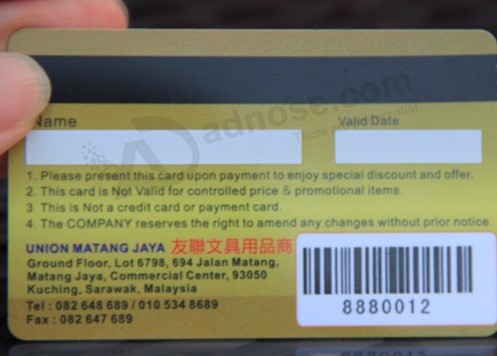 Name Valid Date
1. Please present this card upon payment to enjoy special discount and offer.
2. This card is Not Valid for controlled price & promotional items.
3. This is Not a credit card or payment card.
4. The COMPANY reserves the right to amend any changes without prior notice
UNION MATANG JAYA 友聯文具用品商
Ground Floor, Lot 6798, 694 Jalan Matang,
Matang Jaya, Commercial Center, 93050
Kuching, Sarawak, Malaysia
Tel : 082 648 689 / 010 534 8689
Fax : 082 647 689
8880012
adnose.com